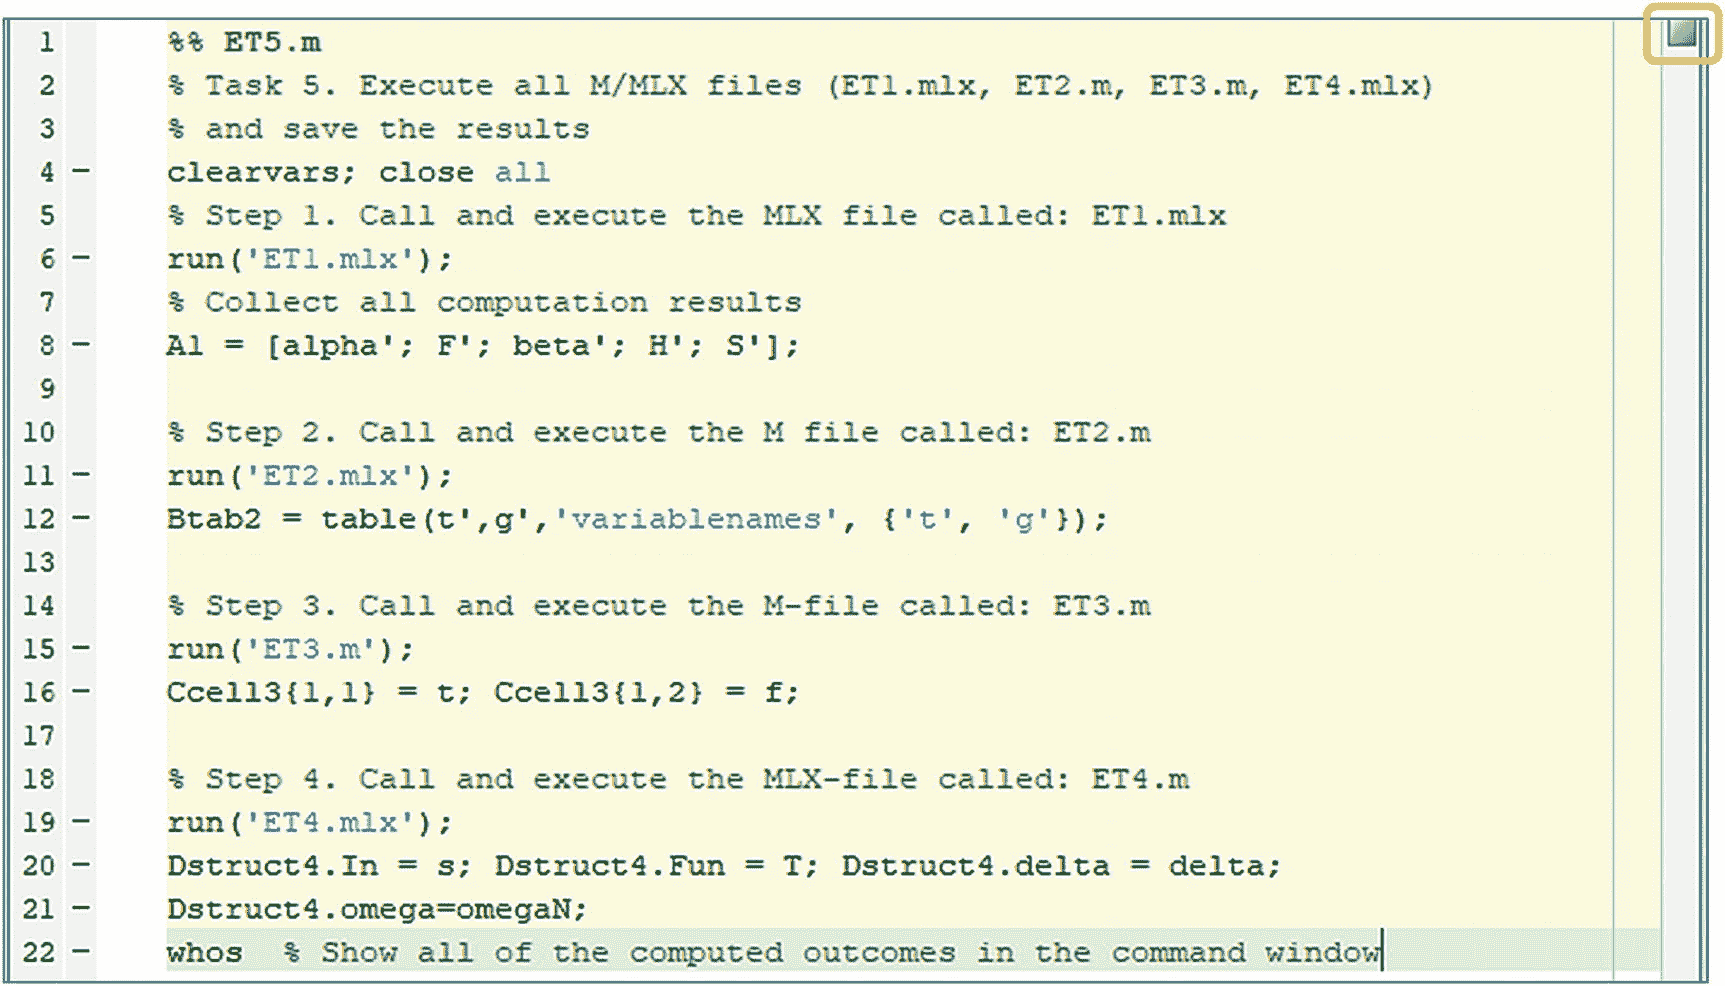 1 %% ET5.m
2 % Task 5. Execute all M/MLX files (ET1.mlx, ET2.m, ET3.m, ET4.mlx)
3 % and save the results
4 - clearvars; close all
5 % Step 1. Call and execute the MLX file called: ET1.mlx
6 - run('ET1.mlx');
7 % Collect all computation results
8 - A1 = [alpha'; F'; beta'; H'; S'];
9
10 % Step 2. Call and execute the M file called: ET2.m
11 - run('ET2.mlx');
12 - Btab2 = table(t',g','variablenames', {'t', 'g'});
13
14 % Step 3. Call and execute the M-file called: ET3.m
15 - run('ET3.m');
16 - Ccell3{1,1} = t; Ccell3{1,2} = f;
17
18 % Step 4. Call and execute the MLX-file called: ET4.m
19 - run('ET4.mlx');
20 - Dstruct4.In = s; Dstruct4.Fun = T; Dstruct4.delta = delta;
21 - Dstruct4.omega=omegaN;
22 - whos % Show all of the computed outcomes in the command window